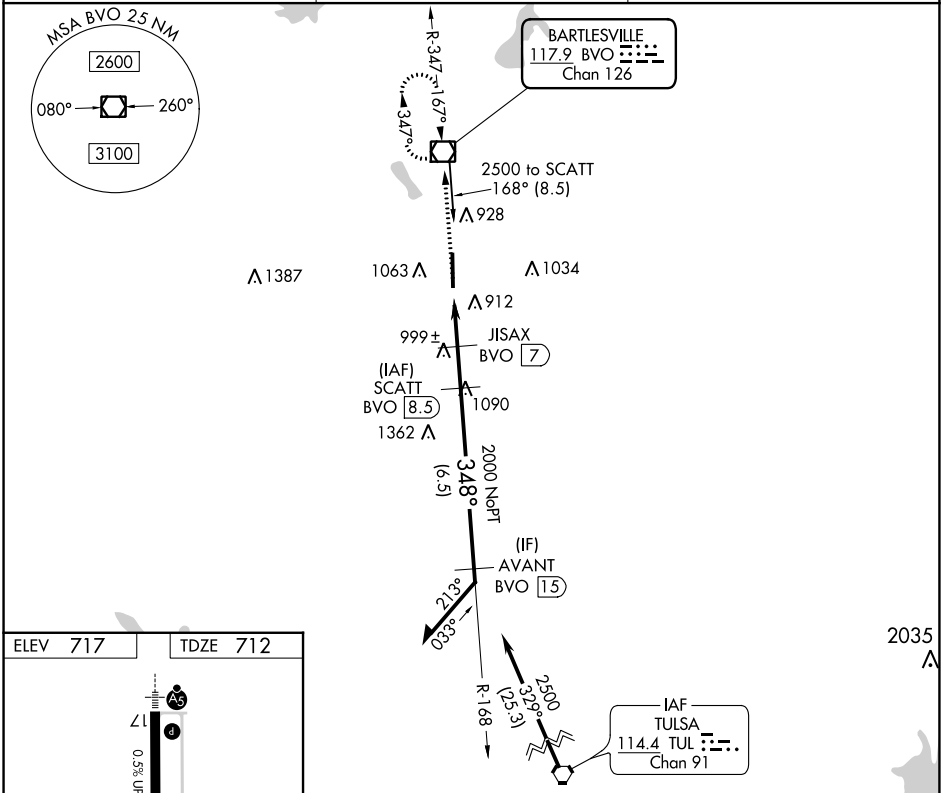 MSA BVO 25 NM
2600
080°
260°
3100
R-347
167°
347°
BARTLESVILLE
117.9 BVO
Chan 126
2500 to SCATT
168° (8.5)
928
1387
1063
1034
912
999±
JISAX
BVO 7
(IAF)
SCATT
BVO 8.5
1090
1362
2000 NoPT
348°
(6.5)
(IF)
AVANT
BVO 15
213°
033°
2035
R-168
2500
329°
(25.3)
IAF
TULSA
114.4 TUL
Chan 91
ELEV 717
TDZE 712
A5
17
P
0.5% UP